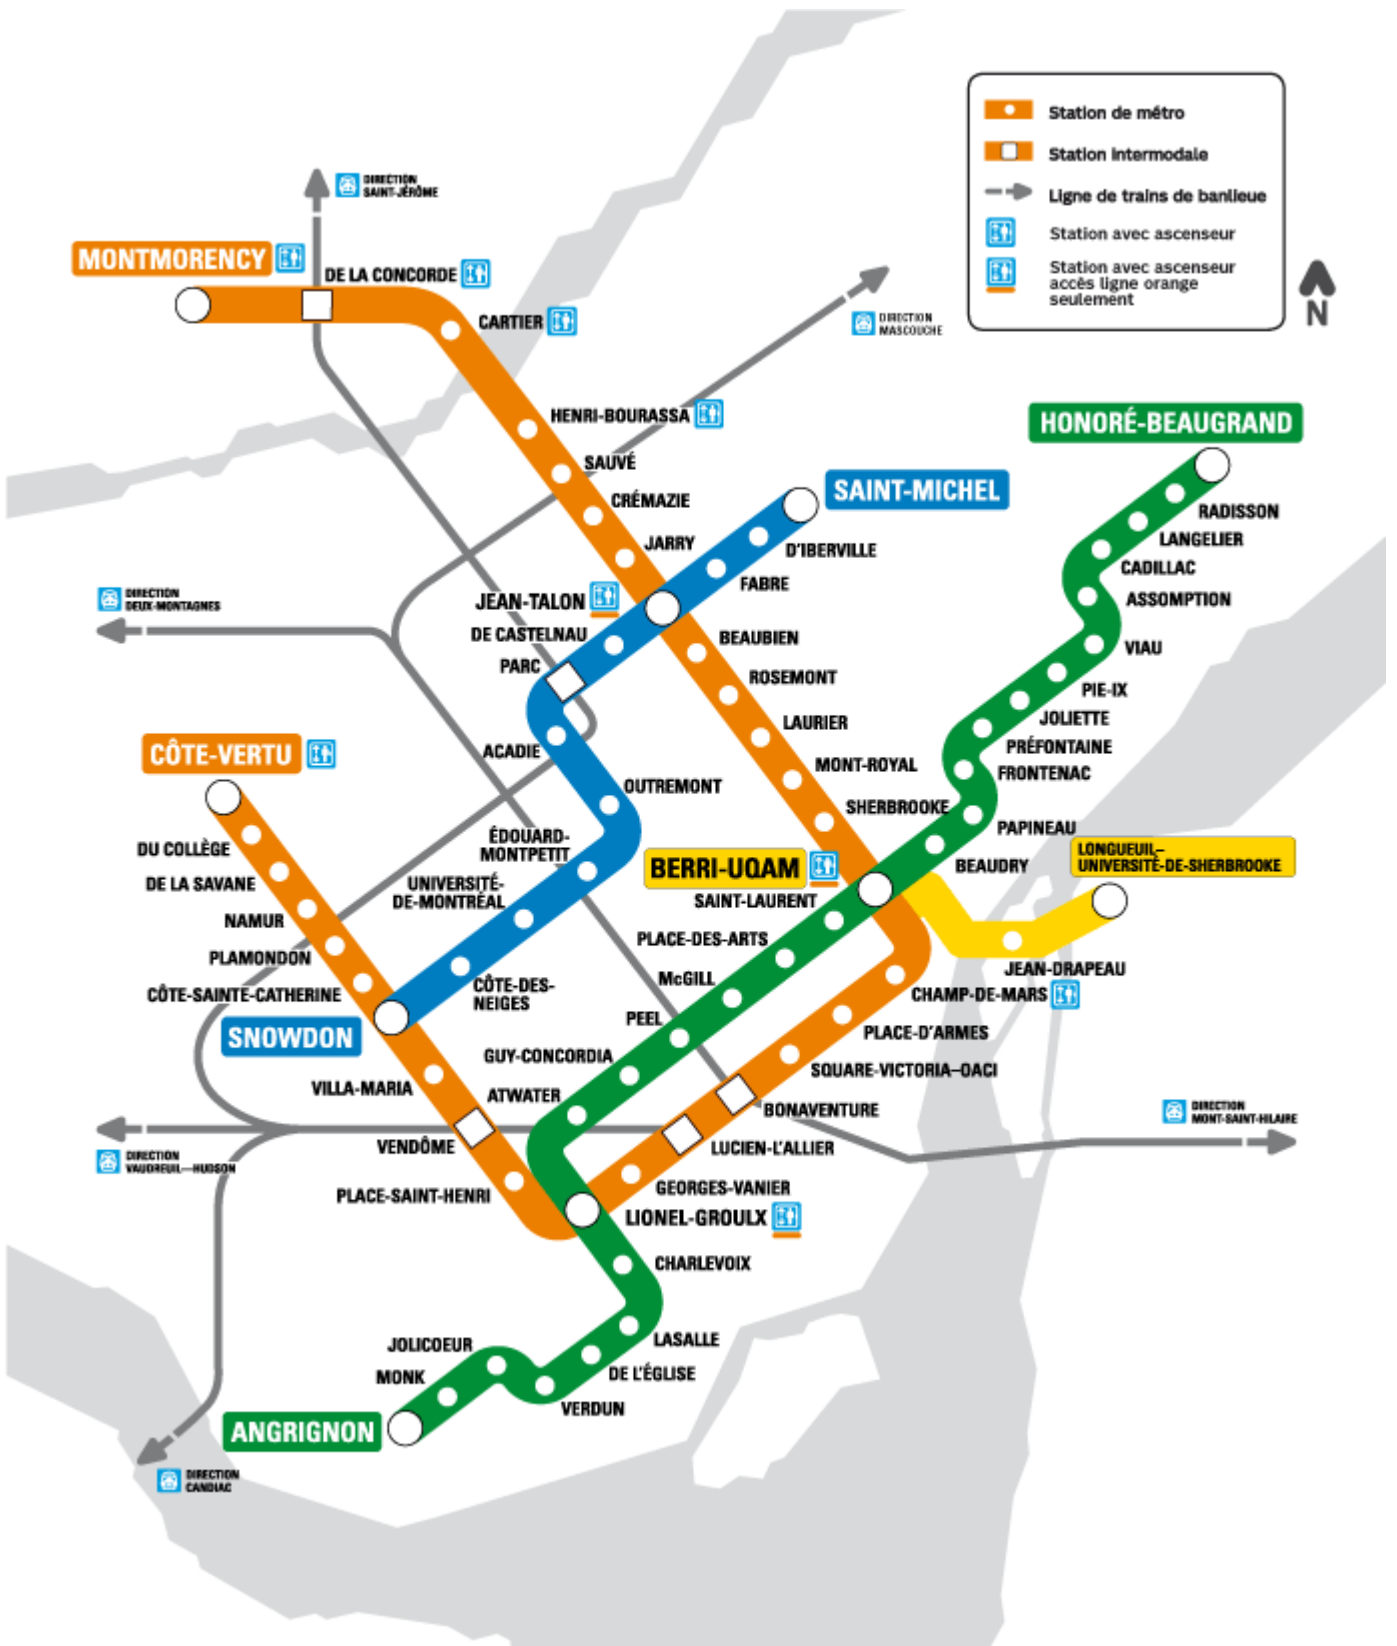 Station de métro
Station intermodale
Ligne de trains de banlieue
Station avec ascenseur
Station avec ascenseur
accès ligne orange
seulement
N
DIRECTION
SAINT-JÉRÔME
MONTMORENCY
DE LA CONCORDE
CARTIER
DIRECTION
MASCOUCHE
HENRI-BOURASSA
HONORÉ-BEAUGRAND
SAUVÉ
SAINT-MICHEL
CRÉMAZIE
RADISSON
JARRY
LANGELIER
D'IBERVILLE
CADILLAC
FABRE
DIRECTION
DEUX-MONTAGNES
JEAN-TALON
ASSOMPTION
DE CASTELNAU
BEAUBIEN
VIAU
PARC
ROSEMONT
PIE-IX
LAURIER
JOLIETTE
CÔTE-VERTU
ACADIE
PRÉFONTAINE
MONT-ROYAL
FRONTENAC
OUTREMONT
SHERBROOKE
PAPINEAU
ÉDOUARD-
MONTPETIT
DU COLLÈGE
BERRI-UQAM
BEAUDRY
LONGUEUIL–
UNIVERSITÉ-DE-SHERBROOKE
DE LA SAVANE
UNIVERSITÉ-
DE-MONTRÉAL
SAINT-LAURENT
NAMUR
PLACE-DES-ARTS
PLAMONDON
JEAN-DRAPEAU
McGILL
CÔTE-SAINTE-CATHERINE
CÔTE-DES-
NEIGES
CHAMP-DE-MARS
PEEL
SNOWDON
PLACE-D'ARMES
GUY-CONCORDIA
SQUARE-VICTORIA–OACI
VILLA-MARIA
ATWATER
BONAVENTURE
DIRECTION
MONT-SAINT-HILAIRE
VENDÔME
LUCIEN-L'ALLIER
DIRECTION
VAUDREUIL—HUDSON
PLACE-SAINT-HENRI
GEORGES-VANIER
LIONEL-GROULX
CHARLEVOIX
JOLICOEUR
LASALLE
MONK
DE L'ÉGLISE
VERDUN
ANGRIGNON
DIRECTION
CANDIAC